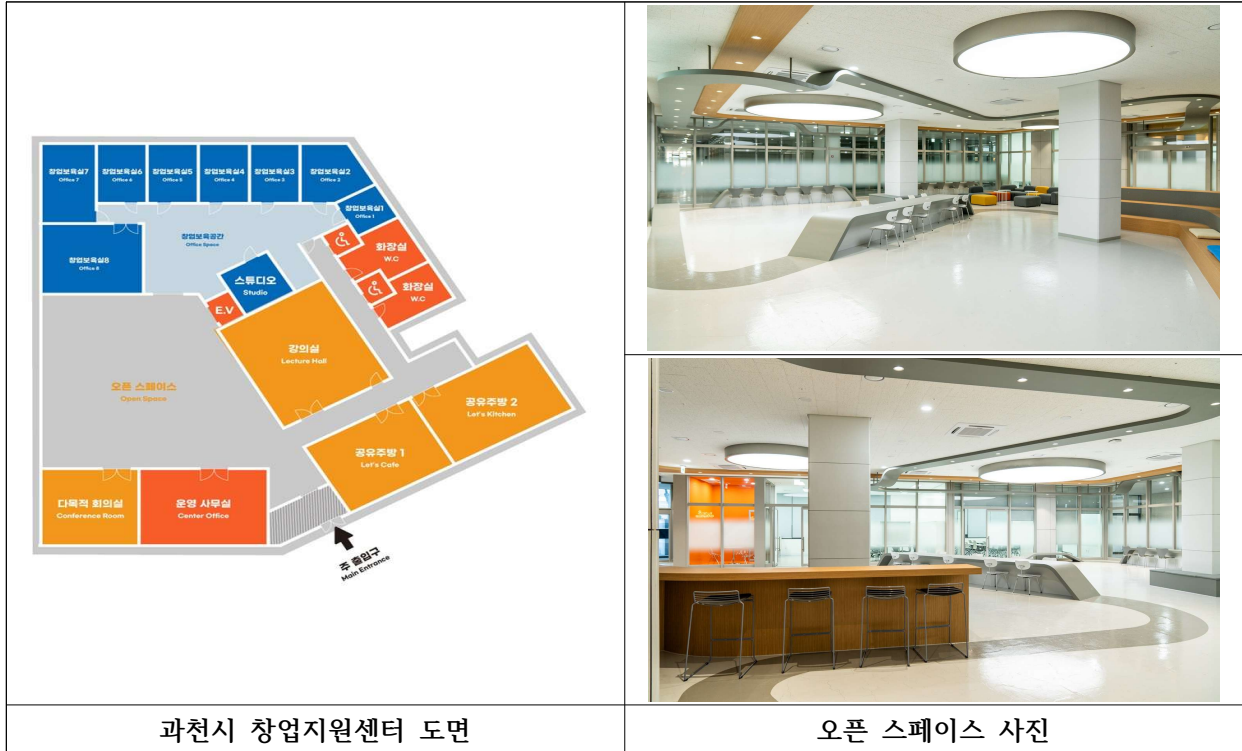 창업보육실7
Office 7
창업보육실6
Office 6
창업보육실5
Office 5
창업보육실4
Office 4
창업보육실3
Office 3
창업보육실2
Office 2
창업보육실1
Office 1
창업보육공간
Office Space
화장실
W.C
창업보육실8
Office 8
스튜디오
Studio
화장실
W.C
E.V
강의실
Lecture Hall
오픈 스페이스
Open Space
공유주방 2
Let's Kitchen
공유주방 1
Let's Cafe
다목적 회의실
Conference Room
운영 사무실
Center Office
주 출입구
Main Entrance
과천시 창업지원센터 도면
오픈 스페이스 사진